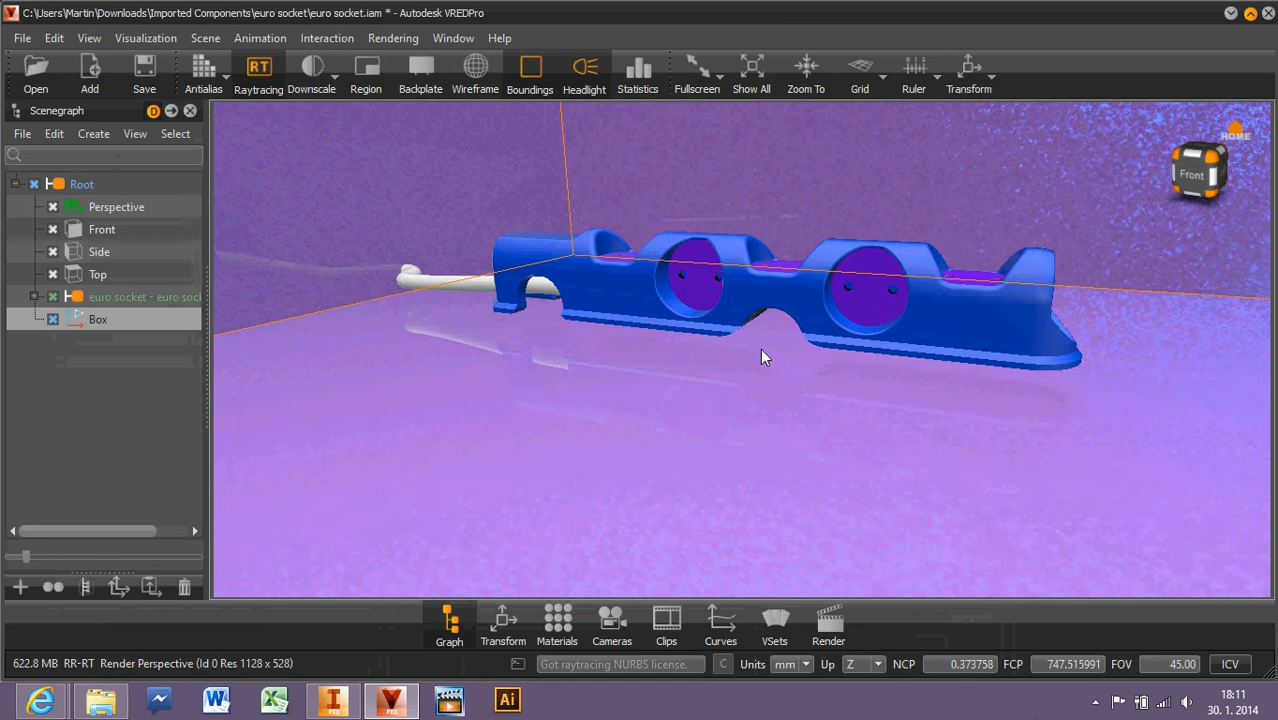 C:\Users\Martin\Downloads\Imported Components\euro socket\euro socket.iam * - Autodesk VREDPro
File Edit View Visualization Scene Animation Interaction Rendering Window Help
Open Add Save Antialias Raytracing Downscale Region Backplate Wireframe Boundings Headlight Statistics Fullscreen Show All Zoom To Grid Ruler Transform
RT
Scenegraph
D
File Edit Create View Select
HOME
Front
Root
Perspective
Front
Side
Top
euro socket - euro soc
Box
Graph Transform Materials Cameras Clips Curves VSets Render
622.8 MB RR-RT Render Perspective (Id 0 Res 1128 x 528) Got raytracing NURBS license. C Units mm Up Z NCP 0.373758 FCP 747.515991 FOV 45.00 ICV
Ai
18:11
30. 1. 2014